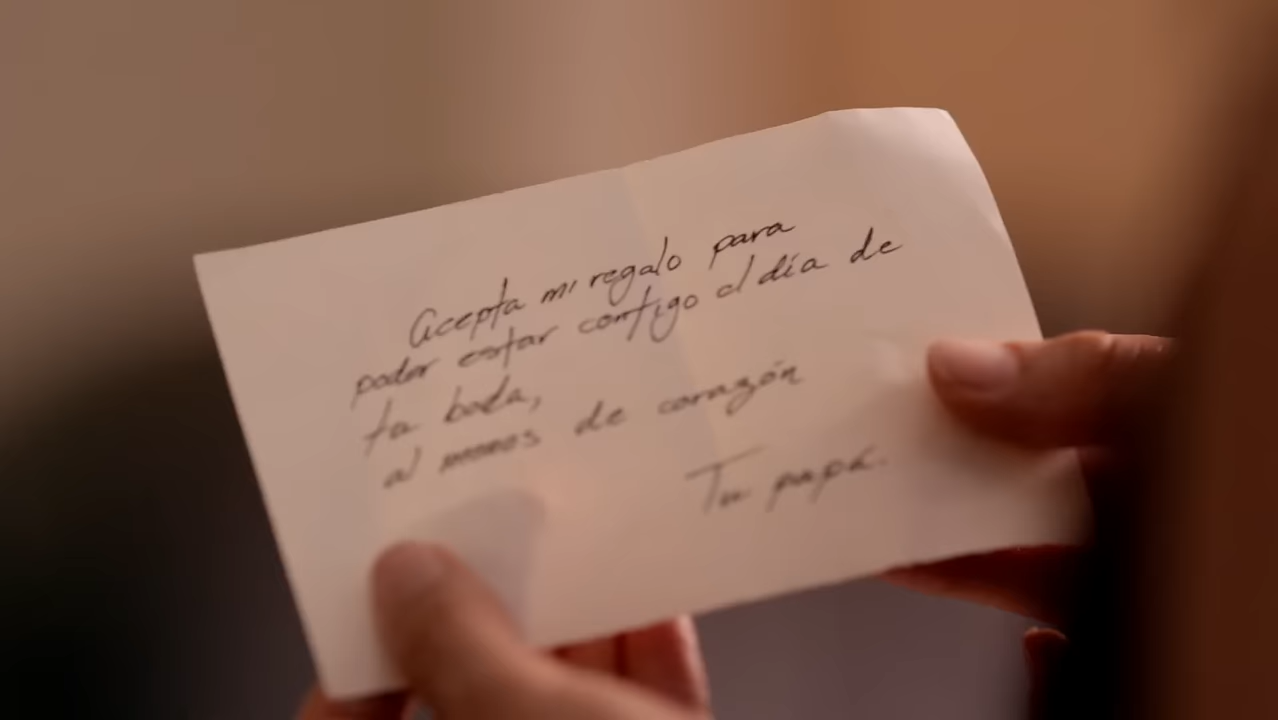 Acepta mi regalo para
poder estar contigo el día de
tu boda,
al menos de corazón
Tu papá.